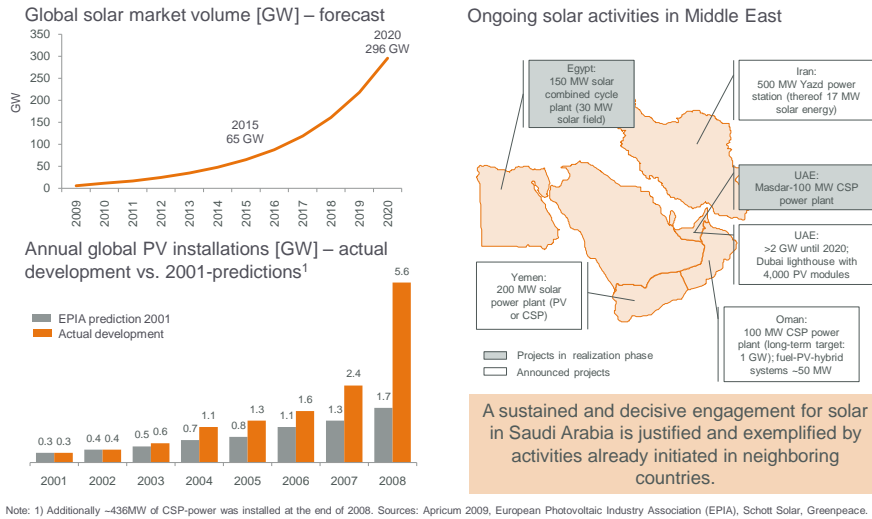 Global solar market volume [GW] – forecast
350
300
250
200
150
100
50
0
GW
2015
65 GW
2020
296 GW
2009
2010
2011
2012
2013
2014
2015
2016
2017
2018
2019
2020
Annual global PV installations [GW] – actual
development vs. 2001-predictions1
EPIA prediction 2001
Actual development
0.3 0.3
0.4 0.4
0.5 0.6
0.7 1.1
0.8 1.3
1.1 1.6
1.3 2.4
1.7 5.6
2001 2002 2003 2004 2005 2006 2007 2008
Ongoing solar activities in Middle East
Egypt:
150 MW solar
combined cycle
plant (30 MW
solar field)
Iran:
500 MW Yazd power
station (thereof 17 MW
solar energy)
UAE:
Masdar-100 MW CSP
power plant
UAE:
>2 GW until 2020;
Dubai lighthouse with
4,000 PV modules
Yemen:
200 MW solar
power plant (PV
or CSP)
Oman:
100 MW CSP power
plant (long-term target:
1 GW); fuel-PV-hybrid
systems ~50 MW
Projects in realization phase
Announced projects
A sustained and decisive engagement for solar
in Saudi Arabia is justified and exemplified by
activities already initiated in neighboring
countries.
Note: 1) Additionally ~436MW of CSP-power was installed at the end of 2008. Sources: Apricum 2009, European Photovoltaic Industry Association (EPIA), Schott Solar, Greenpeace.